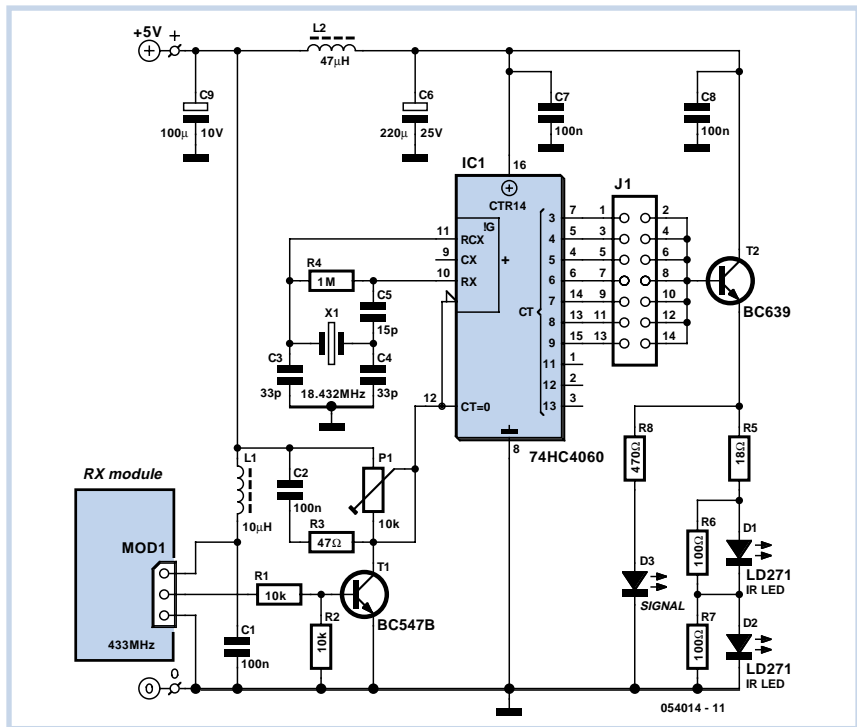 +5V
+
L2
47µH
C9
100µ 10V
C6
220µ 25V
C7
100n
C8
100n
IC1
16
CTR14
!G
11 RCX
9 CX
10 RX
+
CT
3 7 1 2
4 5 3 4
5 4 5 6
6 6 7 8
7 14 9 10
8 13 11 12
9 15 13 14
11 1
12 2
13 3
J1
T2
BC639
R4
1M
C5
15p
X1
C3
33p
C4
33p
18.432MHz
12 CT=0
8
74HC4060
R8
470Ω
R5
18Ω
RX module
L1
10µH
C2
100n
P1
10k
R3
47Ω
MOD1
433MHz
R1
10k
R2
10k
T1
BC547B
C1
100n
R6
100Ω
D1
LD271
IR LED
D3
SIGNAL
R7
100Ω
D2
LD271
IR LED
0
0
054014 - 11